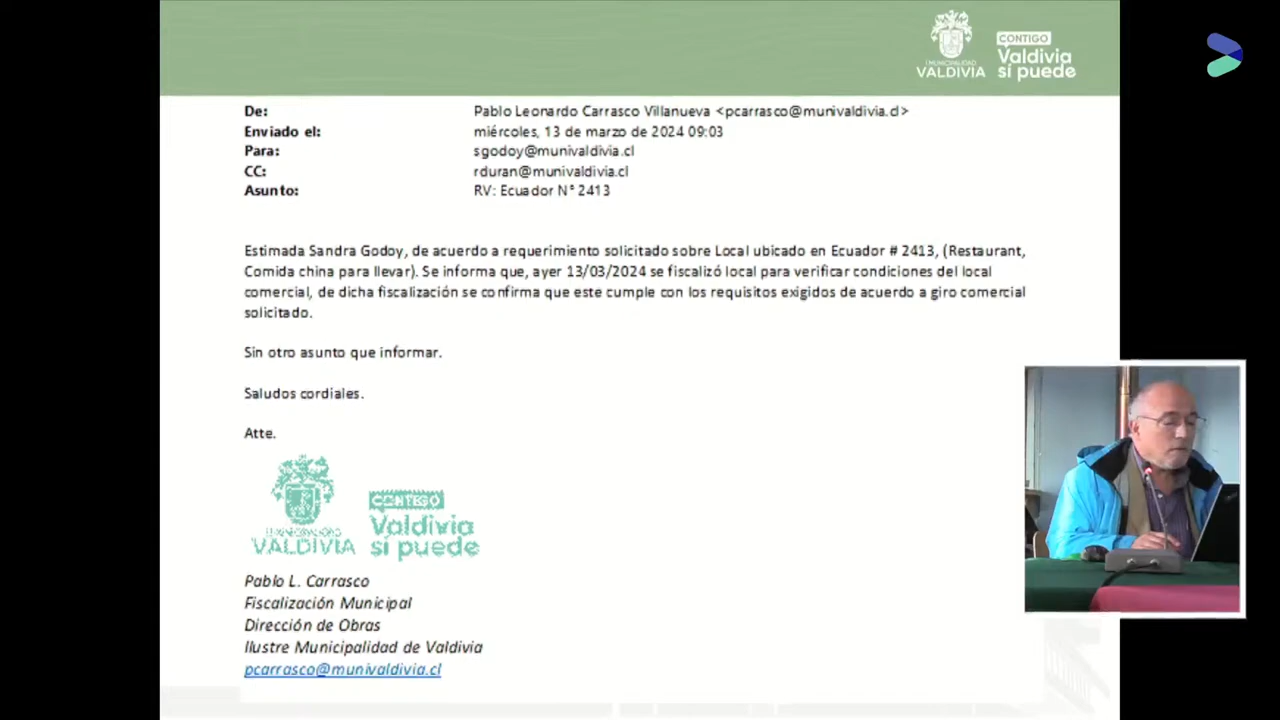 I MUNICIPALIDAD
VALDIVIA
CONTIGO
Valdivia
sí puede
De: Pablo Leonardo Carrasco Villanueva <pcarrasco@munivaldivia.cl>
Enviado el: miércoles, 13 de marzo de 2024 09:03
Para: sgodoy@munivaldivia.cl
CC: rduran@munivaldivia.cl
Asunto: RV: Ecuador N° 2413
Estimada Sandra Godoy, de acuerdo a requerimiento solicitado sobre Local ubicado en Ecuador # 2413, (Restaurant,
Comida china para llevar). Se informa que, ayer 13/03/2024 se fiscalizó local para verificar condiciones del local
comercial, de dicha fiscalización se confirma que este cumple con los requisitos exigidos de acuerdo a giro comercial
solicitado.
Sin otro asunto que informar.
Saludos cordiales.
Atte.
I MUNICIPALIDAD
VALDIVIA
CONTIGO
Valdivia
sí puede
Pablo L. Carrasco
Fiscalización Municipal
Dirección de Obras
Ilustre Municipalidad de Valdivia
pcarrasco@munivaldivia.cl